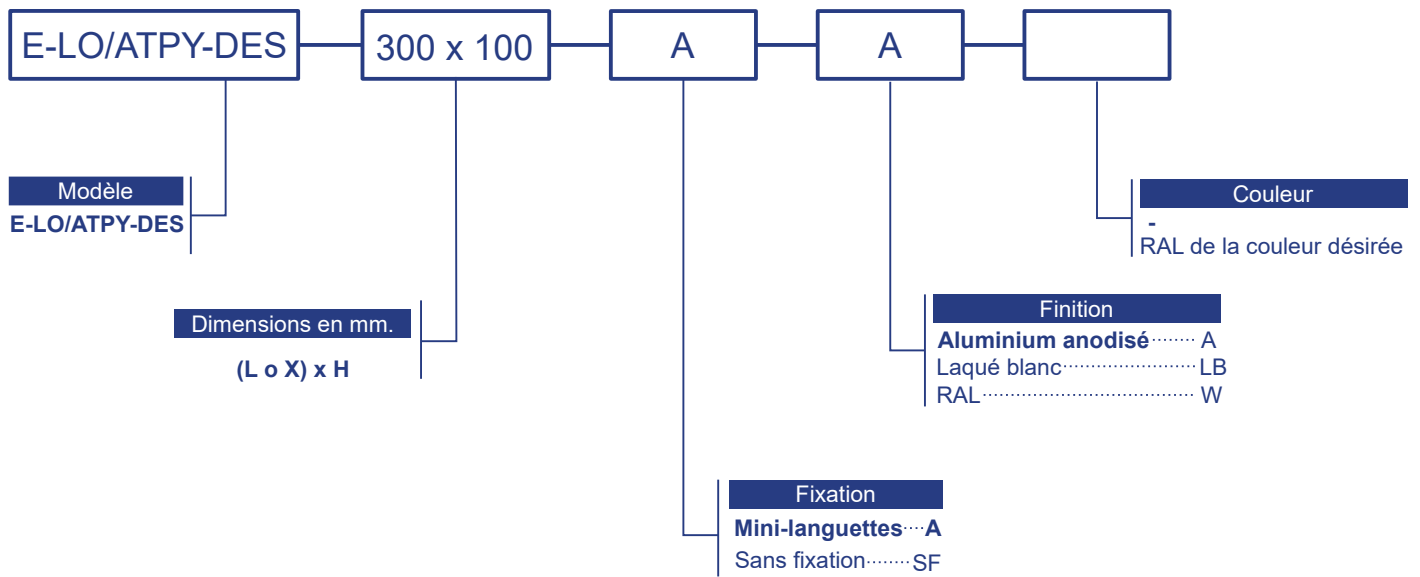 E-LO/ATPY-DES 300 x 100 A A
Modèle
E-LO/ATPY-DES
Couleur
-
RAL de la couleur désirée
Dimensions en mm.
(L o X) x H
Finition
Aluminium anodisé ........ A
Laqué blanc ........................ LB
RAL ...................................... W
Fixation
Mini-languettes .... A
Sans fixation ........ SF